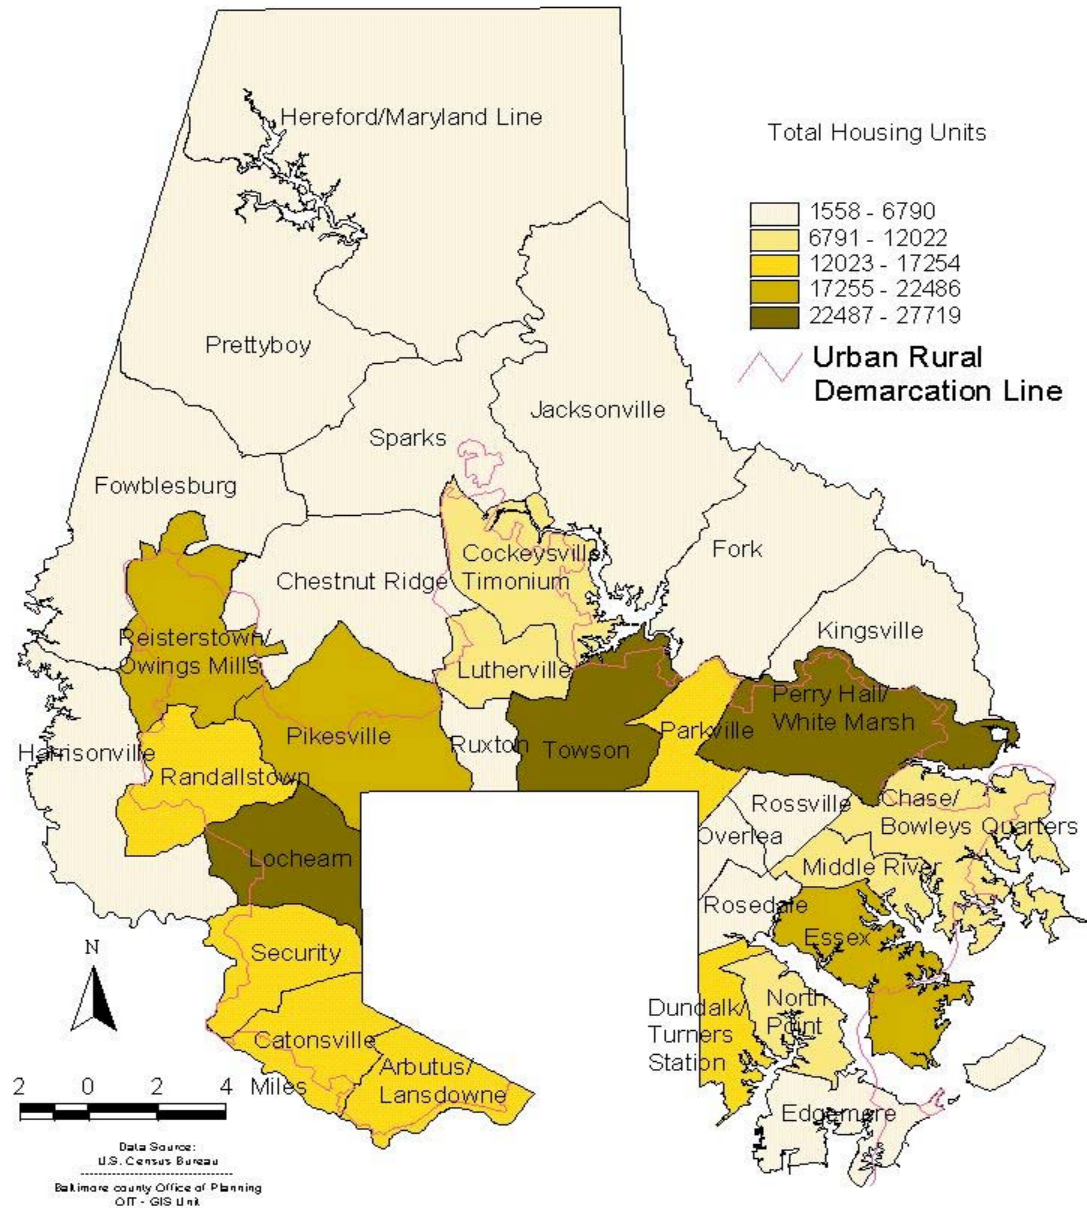 Hereford/Maryland Line
Total Housing Units
1558 - 6790
6791 - 12022
12023 - 17254
17255 - 22486
22487 - 27719
Urban Rural
Demarcation Line
Prettyboy
Jacksonville
Sparks
Fowblesburg
Cockeysville/
Timonium
Fork
Chestnut Ridge
Kingsville
Reisterstown/
Owings Mills
Lutherville
Perry Hall/
White Marsh
Harrisonville
Pikesville
Ruxton
Towson
Parkville
Randallstown
Rossville
Chase/
Bowleys Quarters
Overlea
Lochearn
Middle River
Rosedale
Essex
Security
N
North
Point
Dundalk/
Turners
Station
Catonsville
Arbutus/
Lansdowne
2 0 2 4
Miles
Edgemere
Data Source:
U.S. Census Bureau
Baltimore county Office of Planning
OIT - GIS Unit